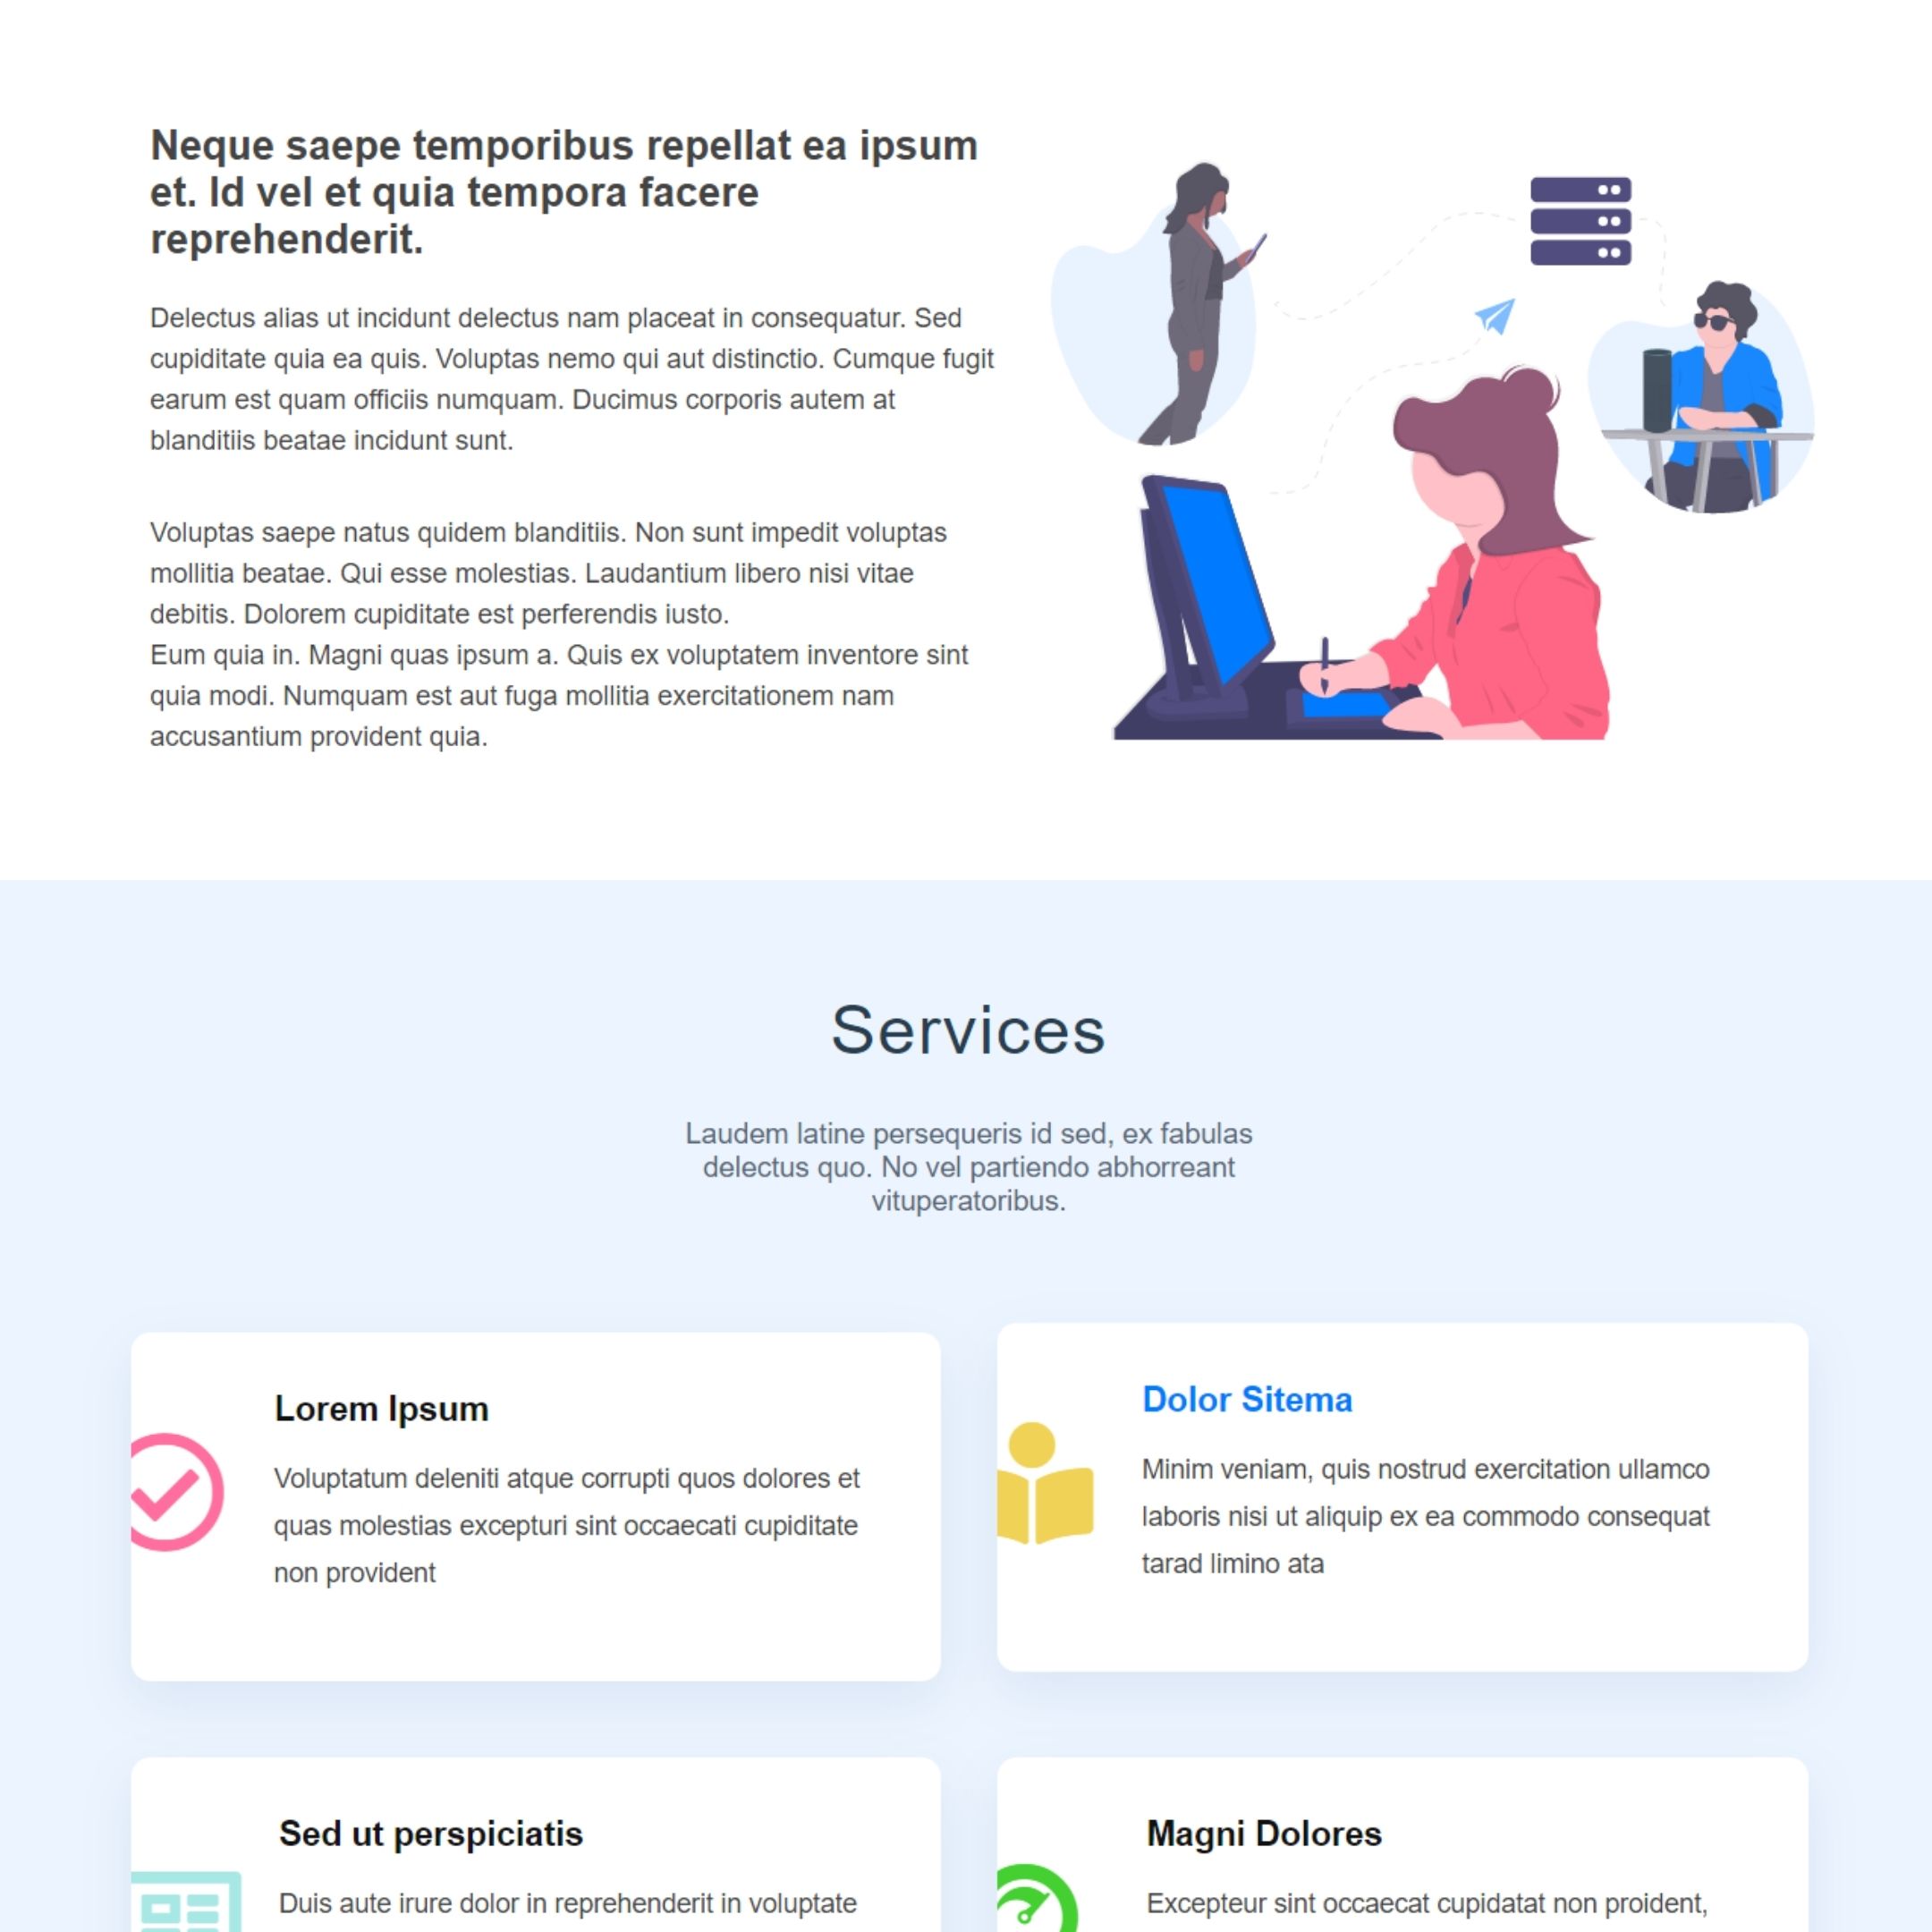 Neque saepe temporibus repellat ea ipsum
et. Id vel et quia tempora facere
reprehenderit.
Delectus alias ut incidunt delectus nam placeat in consequatur. Sed
cupiditate quia ea quis. Voluptas nemo qui aut distinctio. Cumque fugit
earum est quam officiis numquam. Ducimus corporis autem at
blanditiis beatae incidunt sunt.
Voluptas saepe natus quidem blanditiis. Non sunt impedit voluptas
mollitia beatae. Qui esse molestias. Laudantium libero nisi vitae
debitis. Dolorem cupiditate est perferendis iusto.
Eum quia in. Magni quas ipsum a. Quis ex voluptatem inventore sint
quia modi. Numquam est aut fuga mollitia exercitationem nam
accusantium provident quia.
Services
Laudem latine persequeris id sed, ex fabulas
delectus quo. No vel partiendo abhorreant
vituperatoribus.
Lorem Ipsum
Voluptatum deleniti atque corrupti quos dolores et
quas molestias excepturi sint occaecati cupiditate
non provident
Dolor Sitema
Minim veniam, quis nostrud exercitation ullamco
laboris nisi ut aliquip ex ea commodo consequat
tarad limino ata
Sed ut perspiciatis
Duis aute irure dolor in reprehenderit in voluptate
Magni Dolores
Excepteur sint occaecat cupidatat non proident,